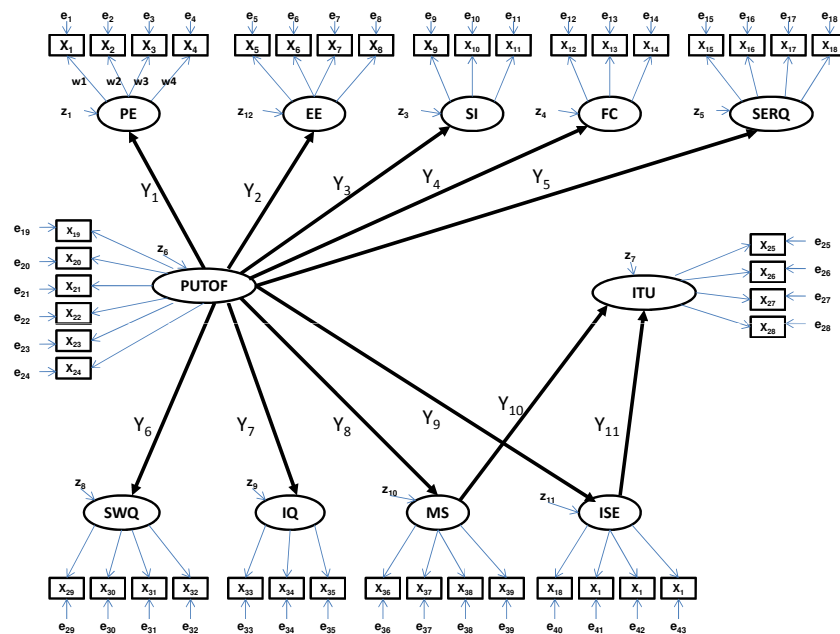 e1 e2 e3 e4 e5 e6 e7 e8 e9 e10 e11 e12 e13 e14 e15 e16 e17 e18
X1 X2 X3 X4 X5 X6 X7 X8 X9 X10 X11 X12 X13 X14 X15 X16 X17 X18
w1 w2 w3 w4
z1 PE z12 EE z3 SI z4 FC z5 SERQ
Y1 Y2 Y3 Y4 Y5
e19 X19 z6
e20 X20
e21 X21 PUTOF
e22 X22
e23 X23
e24 X24
z7 ITU
X25 e25
X26 e26
X27 e27
X28 e28
Y6 Y7 Y8 Y9 Y10 Y11
z8 SWQ z9 IQ z10 MS z11 ISE
X29 X30 X31 X32 X33 X34 X35 X36 X37 X38 X39 X18 X1 X1 X1
e29 e30 e31 e32 e33 e34 e35 e36 e37 e38 e39 e40 e41 e42 e43